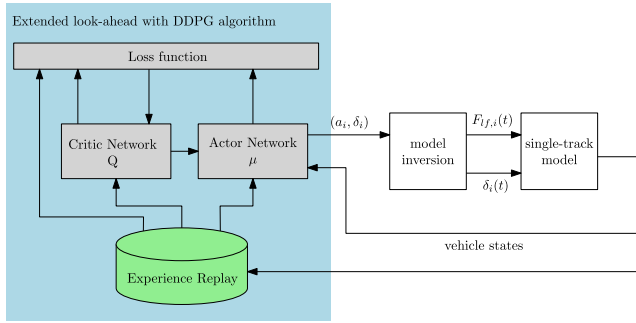 Extended look-ahead with DDPG algorithm
Loss function
Critic Network
Q
Actor Network
μ
(a_i, δ_i)
model
inversion
F_{lf,i}(t)
δ_i(t)
single-track
model
vehicle states
Experience Replay